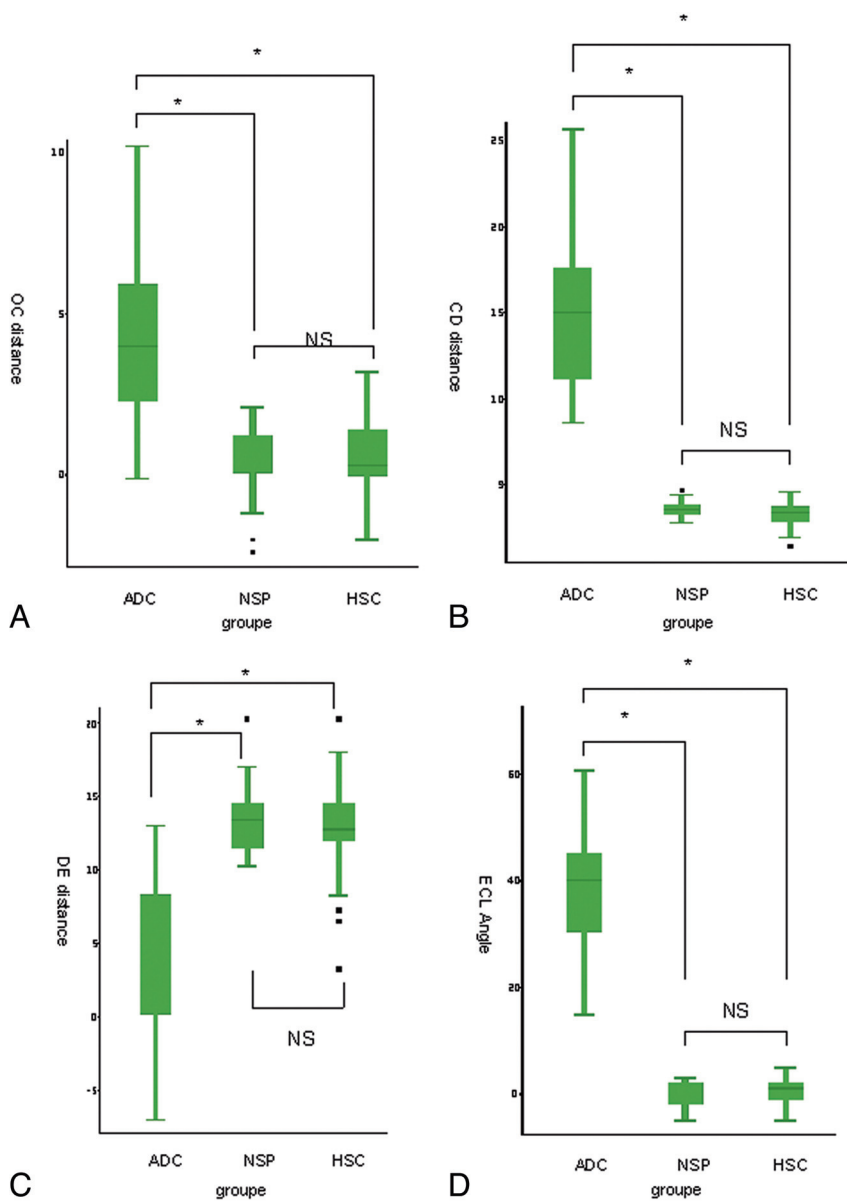 *
*
10
5
0
OC distance
NS
ADC NSP HSC
groupe
A
*
*
25
20
15
10
5
CD distance
NS
ADC NSP HSC
groupe
B
*
*
20
15
10
5
0
-5
DE distance
NS
ADC NSP HSC
groupe
C
*
*
60
40
20
0
ECL Angle
NS
ADC NSP HSC
groupe
D